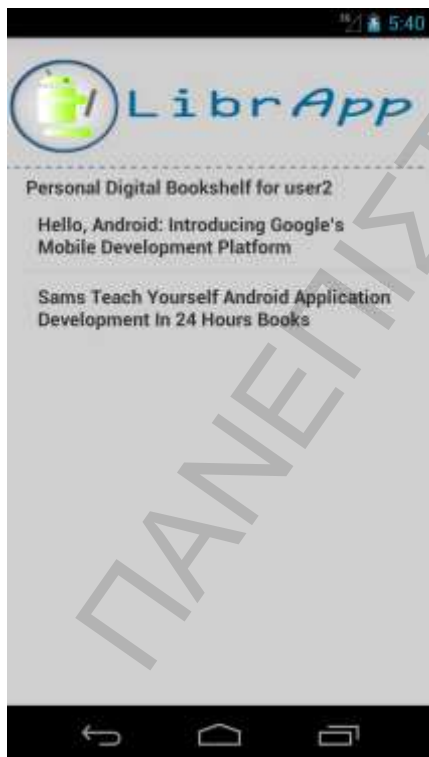 5:40
LibrApp
Personal Digital Bookshelf for user2
Hello, Android: Introducing Google's
Mobile Development Platform
Sams Teach Yourself Android Application
Development In 24 Hours Books
ΠΑΝΕΠΙΣ